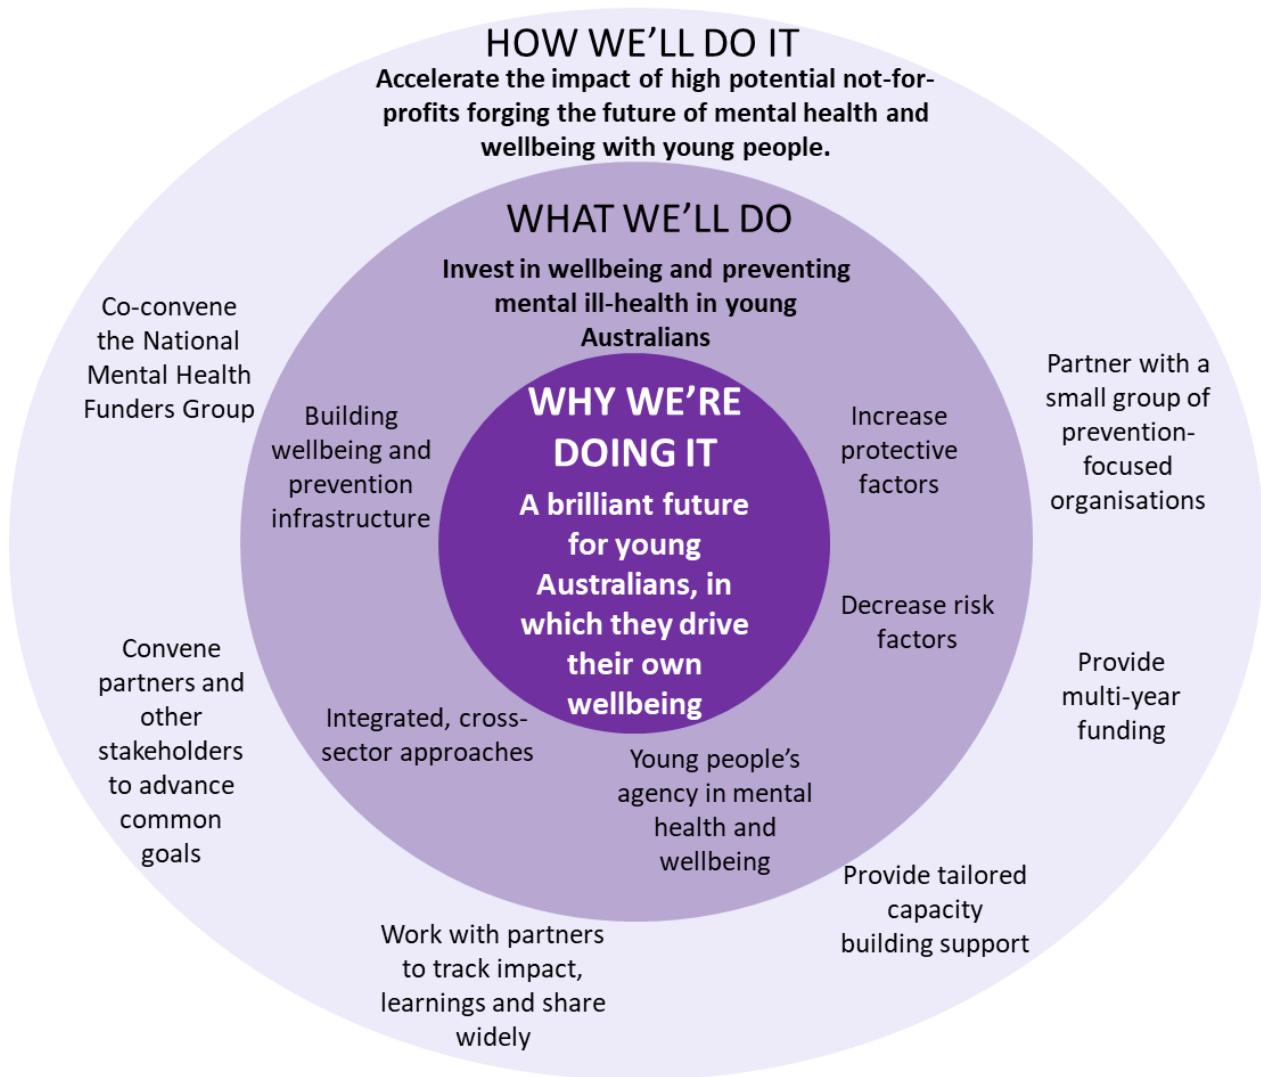 HOW WE’LL DO IT
Accelerate the impact of high potential not-for-
profits forging the future of mental health and
wellbeing with young people.
WHAT WE’LL DO
Invest in wellbeing and preventing
mental ill-health in young
Australians
WHY WE’RE
DOING IT
A brilliant future
for young
Australians, in
which they drive
their own
wellbeing
Increase
protective
factors
Decrease risk
factors
Young people’s
agency in mental
health and
wellbeing
Integrated, cross-
sector approaches
Building
wellbeing and
prevention
infrastructure
Partner with a
small group of
prevention-
focused
organisations
Provide
multi-year
funding
Provide tailored
capacity
building support
Work with partners
to track impact,
learnings and share
widely
Convene
partners and
other
stakeholders
to advance
common
goals
Co-convene
the National
Mental Health
Funders Group